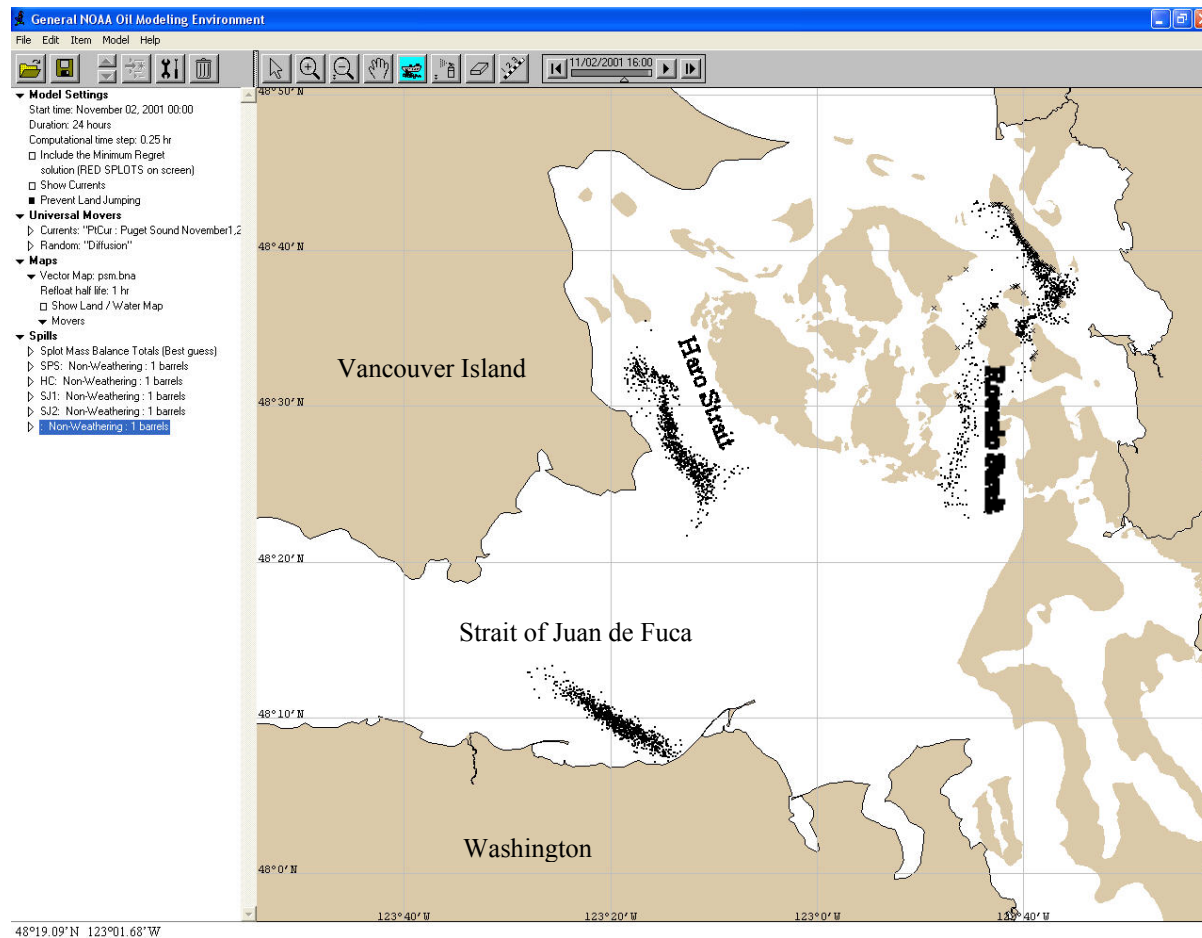 General NOAA Oil Modeling Environment
File Edit Item Model Help
11/02/2001 16:00
Model Settings
Start time: November 02, 2001 00:00
Duration: 24 hours
Computational time step: 0.25 hr
Include the Minimum Regret
solution (RED SPLOTS on screen)
Show Currents
Prevent Land Jumping
Universal Movers
Currents: "PtCur : Puget Sound November1,2
Random: "Diffusion"
Maps
Vector Map: psm.bna
Refloat half life: 1 hr
Show Land / Water Map
Movers
Spills
Splot Mass Balance Totals (Best guess)
SPS: Non-Weathering : 1 barrels
HC: Non-Weathering : 1 barrels
SJ1: Non-Weathering : 1 barrels
SJ2: Non-Weathering : 1 barrels
: Non-Weathering : 1 barrels
48°50'N
48°40'N
48°30'N
48°20'N
48°10'N
48°0'N
Vancouver Island
Haro Strait
Strait of Juan de Fuca
Washington
123°40'W
123°20'W
123°0'W
40'W
48°19.09'N 123°01.68'W